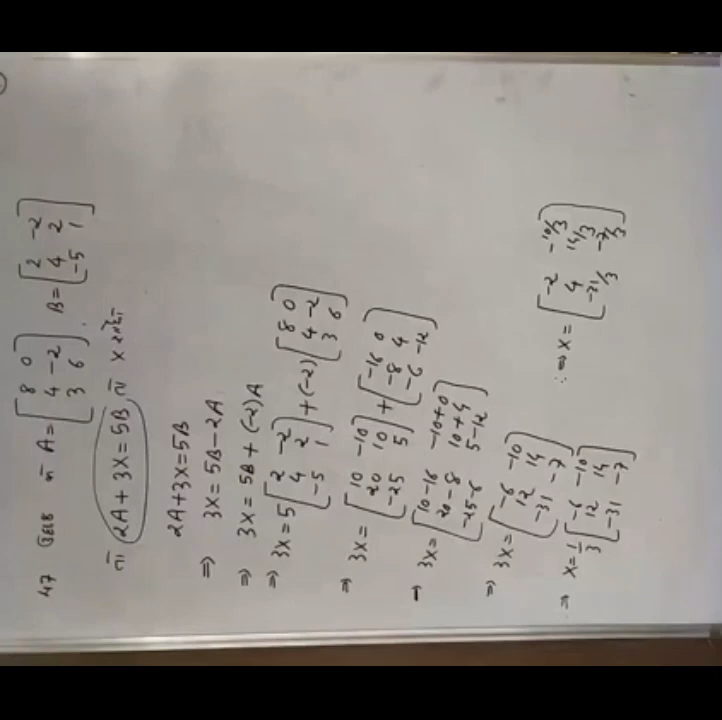 47 A = [8 0; 4 -2; 3 6], B = [2 -2; 4 2; -5 1]
2A + 3X = 5B X
2A + 3X = 5B
⇒ 3X = 5B - 2A
⇒ 3X = 5B + (-2)A
⇒ 3X = 5[2 -2; 4 2; -5 1] + (-2)[8 0; 4 -2; 3 6]
⇒ 3X = [10 -10; 20 10; -25 5] + [-16 0; -8 4; -6 -12]
→ 3X = [10-16 -10+0; 20-8 10+4; -25-6 5-12]
⇒ 3X = [-6 -10; 12 14; -31 -7]
⇒ X = 1/3 [-6 -10; 12 14; -31 -7] ∴ ⇒ X = [-2 -10/3; 4 14/3; -31/3 -7/3]